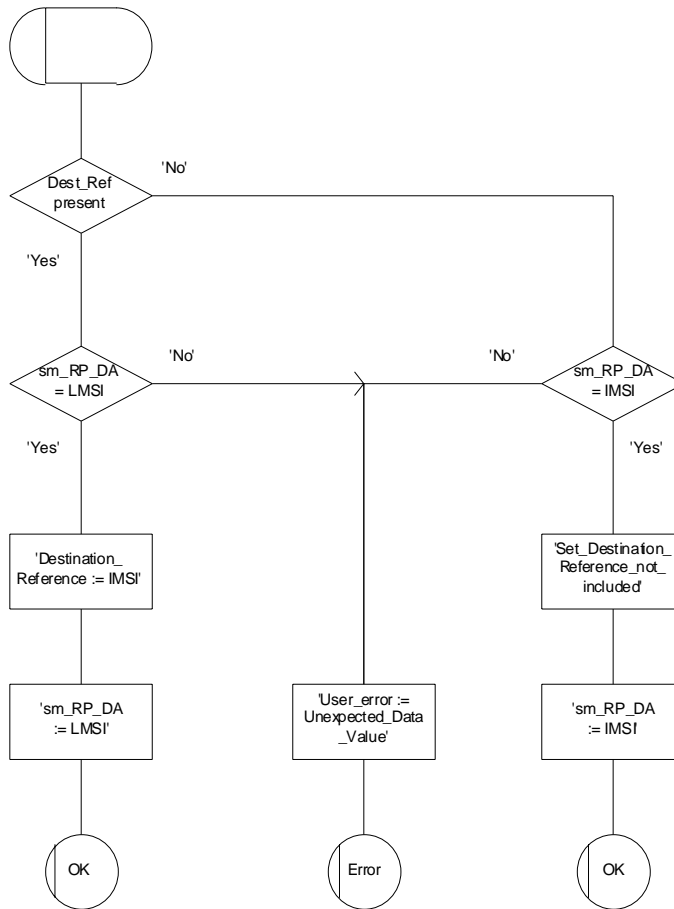 'No'
Dest_Ref
present
'Yes'
'No'
'No'
sm_RP_DA
= LMSI
sm_RP_DA
= IMSI
'Yes'
'Yes'
'Destination_
Reference := IMSI'
'Set_Destination_
Reference_not_
included'
'sm_RP_DA
:= LMSI'
'User_error :=
Unexpected_Data
_Value'
'sm_RP_DA
:= IMSI'
OK
Error
OK